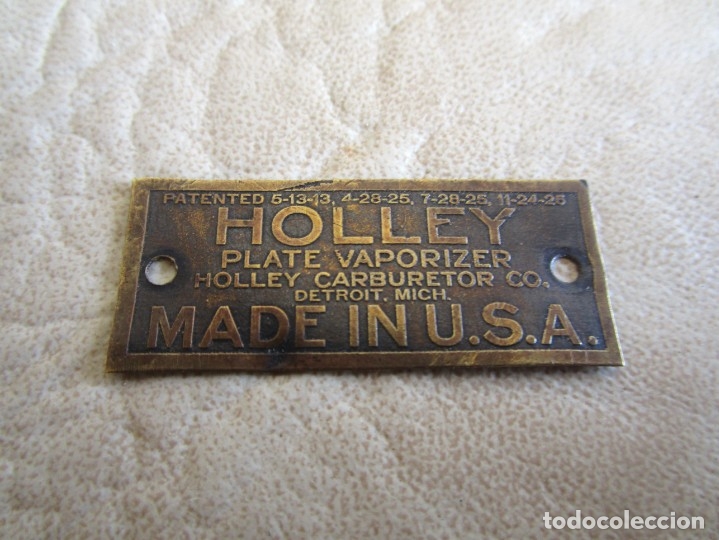 PATENTED 5-13-13, 4-28-25, 7-28-25, 11-24-25
HOLLEY
PLATE VAPORIZER
HOLLEY CARBURETOR CO.
DETROIT, MICH.
MADE IN U.S.A.
todocoleccion